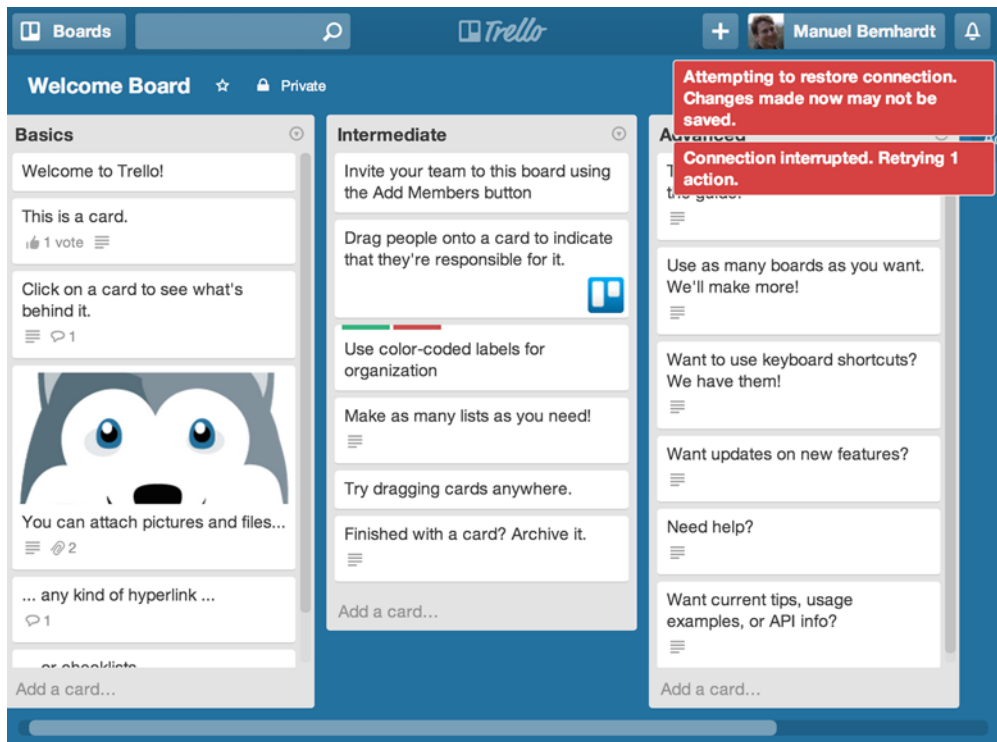 Boards
Trello
Manuel Bernhardt
Welcome Board
Private
Attempting to restore connection.
Changes made now may not be
saved.
Connection interrupted. Retrying 1
action.
Basics
Welcome to Trello!
This is a card.
1 vote
Click on a card to see what's
behind it.
1
You can attach pictures and files...
2
... any kind of hyperlink ...
1
... or checklists
Add a card...
Intermediate
Invite your team to this board using
the Add Members button
Drag people onto a card to indicate
that they're responsible for it.
Use color-coded labels for
organization
Make as many lists as you need!
Try dragging cards anywhere.
Finished with a card? Archive it.
Add a card...
Advanced
the guide?
Use as many boards as you want.
We'll make more!
Want to use keyboard shortcuts?
We have them!
Want updates on new features?
Need help?
Want current tips, usage
examples, or API info?
Add a card...